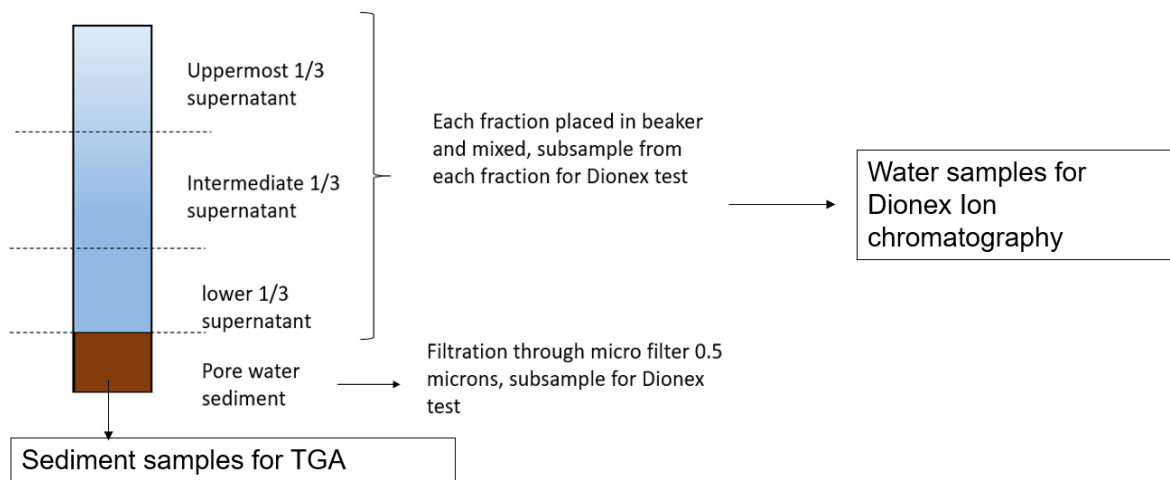 Uppermost 1/3
supernatant
Intermediate 1/3
supernatant
lower 1/3
supernatant
Pore water
sediment
Each fraction placed in beaker
and mixed, subsample from
each fraction for Dionex test
Filtration through micro filter 0.5
microns, subsample for Dionex
test
Water samples for
Dionex Ion
chromatography
Sediment samples for TGA